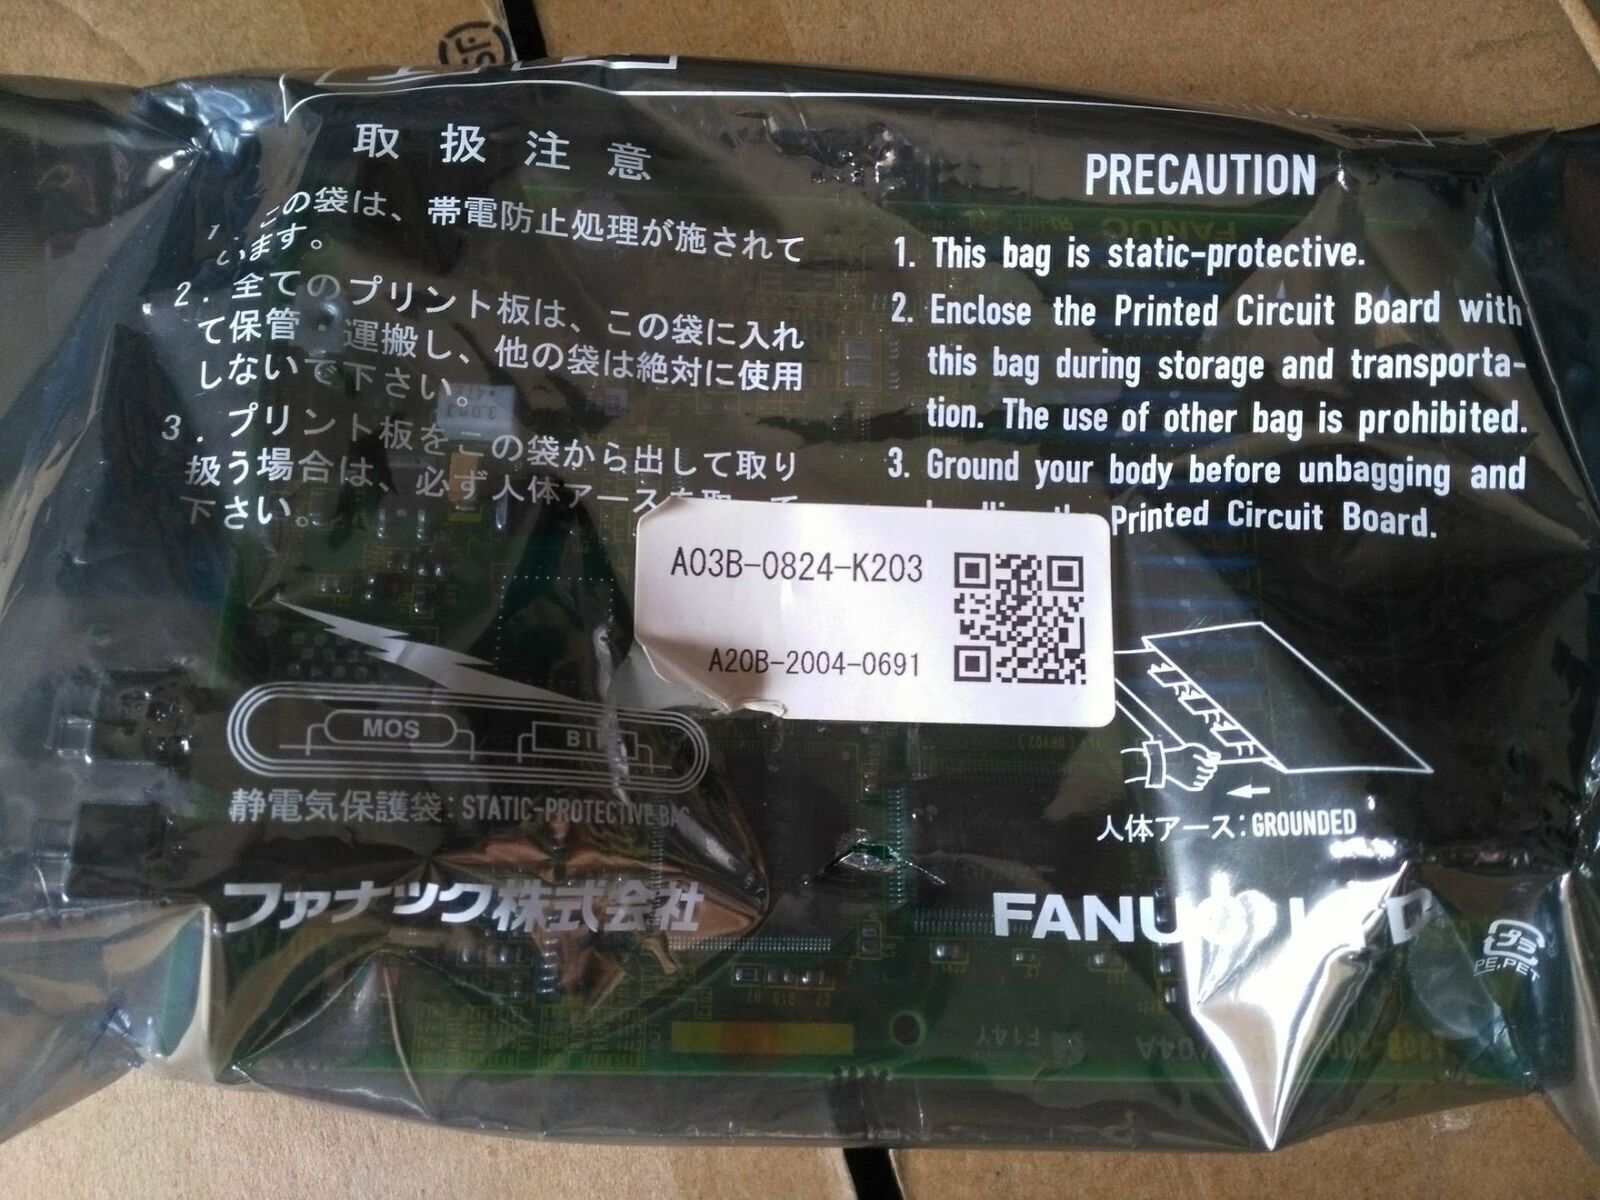 取扱注意
1. この袋は、帯電防止処理が施されて
います。
2. 全てのプリント板は、この袋に入れ
て保管・運搬し、他の袋は絶対に使用
しないで下さい。
3. プリント板をこの袋から出して取り
扱う場合は、必ず人体アースを取って
下さい。
PRECAUTION
1. This bag is static-protective.
2. Enclose the Printed Circuit Board with
this bag during storage and transporta-
tion. The use of other bag is prohibited.
3. Ground your body before unbagging and
Printed Circuit Board.
A03B-0824-K203
A20B-2004-0691
MOS
静電気保護袋: STATIC-PROTECTIVE BAG
人体アース: GROUNDED
ファナック株式会社
FANUC LTD
プラ
PE,PET
FANUC
F14Y